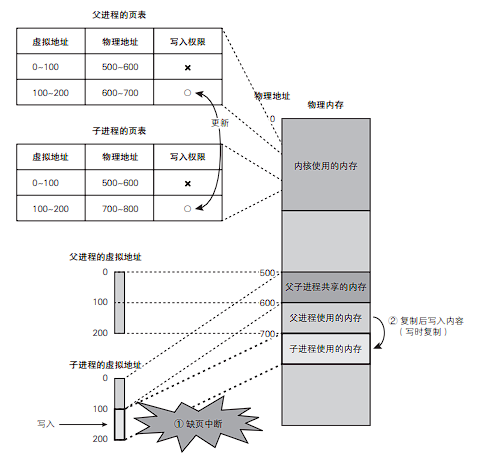 父进程的页表
虚拟地址 物理地址 写入权限
0~100 500~600 ×
100~200 600~700 ○
更新
子进程的页表
虚拟地址 物理地址 写入权限
0~100 500~600 ×
100~200 700~800 ○
物理地址
物理内存
0
内核使用的内存
500
父子进程共享的内存
600
父进程使用的内存
700
子进程使用的内存
② 复制后写入内容
(写时复制)
父进程的虚拟地址
0
100
200
子进程的虚拟地址
0
100
写入
200
① 缺页中断